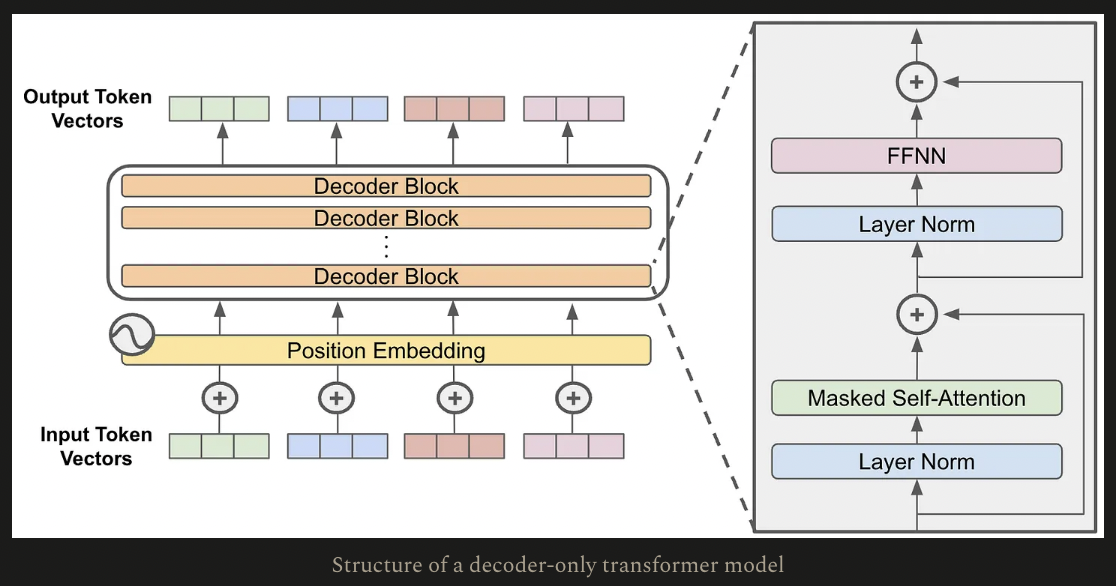 Output Token
Vectors
Decoder Block
Decoder Block
Decoder Block
Position Embedding
Input Token
Vectors
FFNN
Layer Norm
Masked Self-Attention
Layer Norm
Structure of a decoder-only transformer model